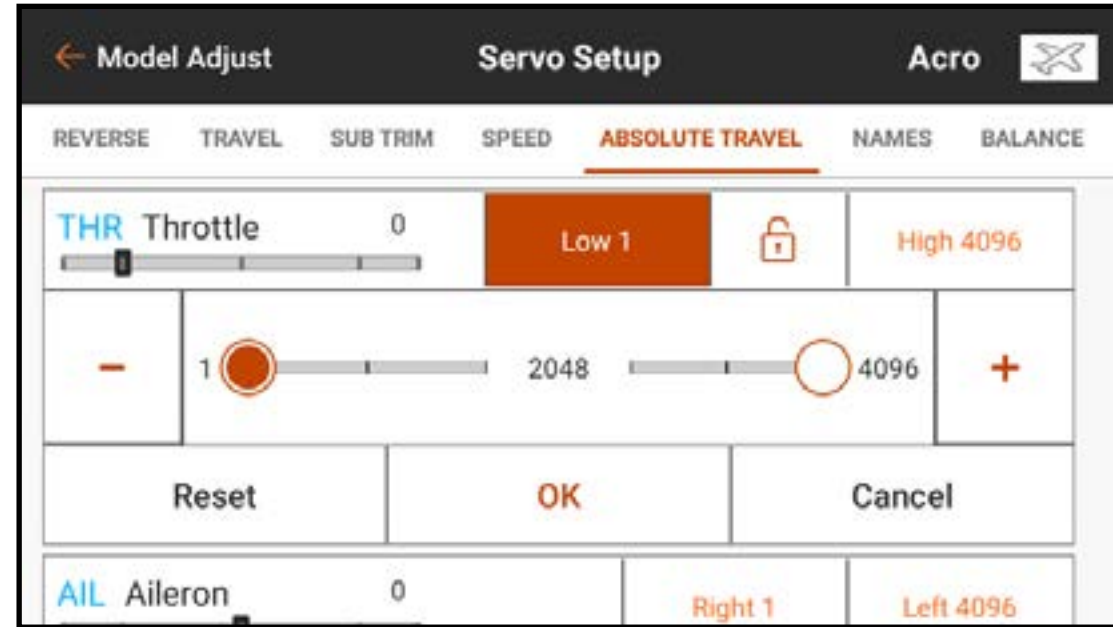 Model Adjust Servo Setup Acro
REVERSE TRAVEL SUB TRIM SPEED ABSOLUTE TRAVEL NAMES BALANCE
THR Throttle 0 Low 1 High 4096
− 1 2048 4096 +
Reset OK Cancel
AIL Aileron 0 Right 1 Left 4096